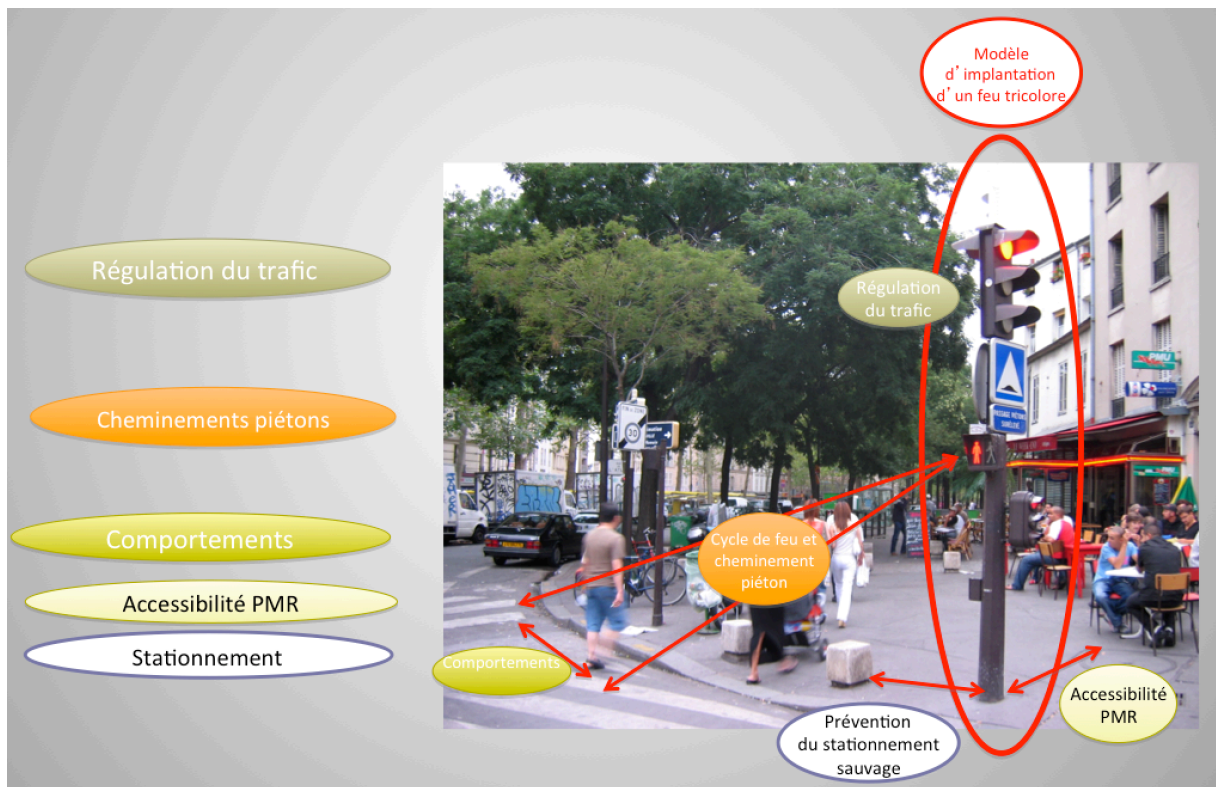 Modèle
d'implantation
d'un feu tricolore
Régulation du trafic
Régulation
du trafic
PMU
PASSAGE PIÉTONS
SURÉLEVÉ
30
Cheminements piétons
Cycle de feu et
cheminement
piéton
Comportements
Accessibilité PMR
Stationnement
Comportements
Accessibilité
PMR
Prévention
du stationnement
sauvage